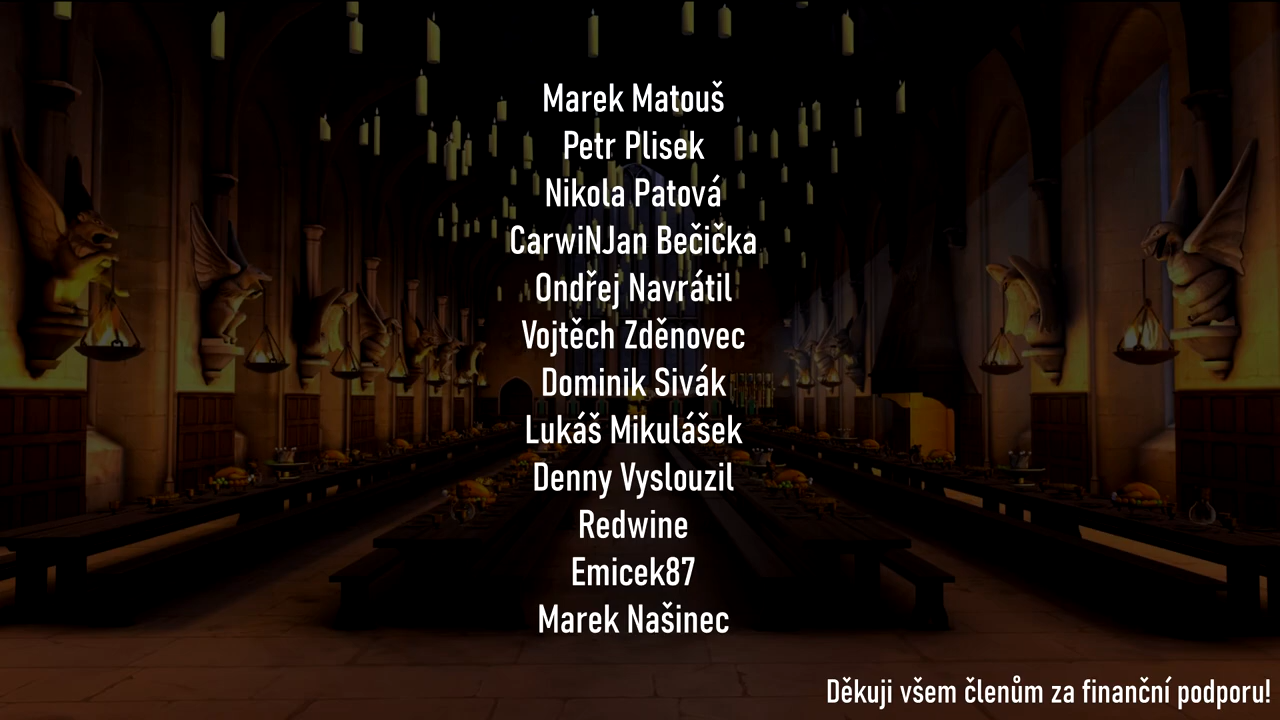 Marek Matouš
Petr Plisek
Nikola Patová
CarwiNJan Bečička
Ondřej Navrátil
Vojtěch Zděnovec
Dominik Sivák
Lukáš Mikulášek
Denny Vyslouzil
Redwine
Emicek87
Marek Našinec
Děkuji všem členům za finanční podporu!